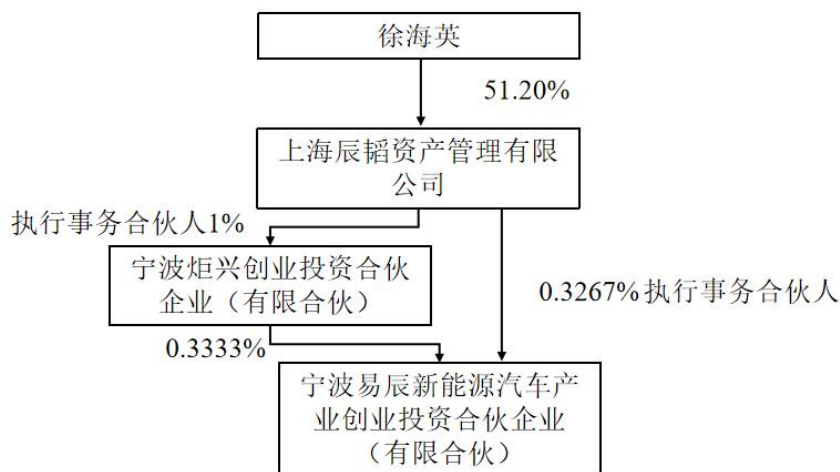 徐海英
51.20%
上海辰韬资产管理有限
公司
执行事务合伙人1%
宁波炬兴创业投资合伙
企业（有限合伙）
0.3267%执行事务合伙人
0.3333%
宁波易辰新能源汽车产
业创业投资合伙企业
（有限合伙）